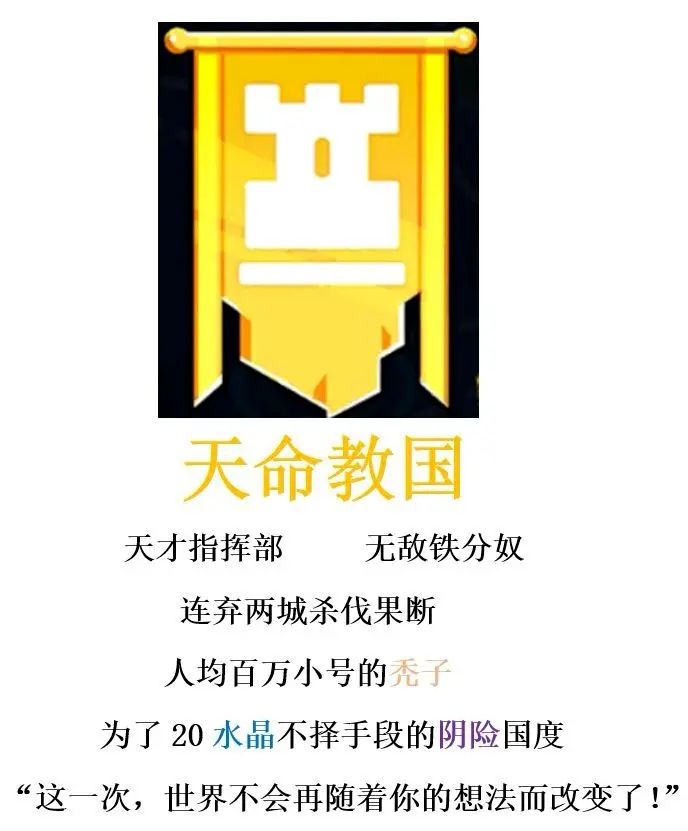 天命教国
天才指挥部 无敌铁分奴
连弃两城杀伐果断
人均百万小号的秃子
为了20水晶不择手段的阴险国度
“这一次，世界不会再随着你的想法而改变了！”